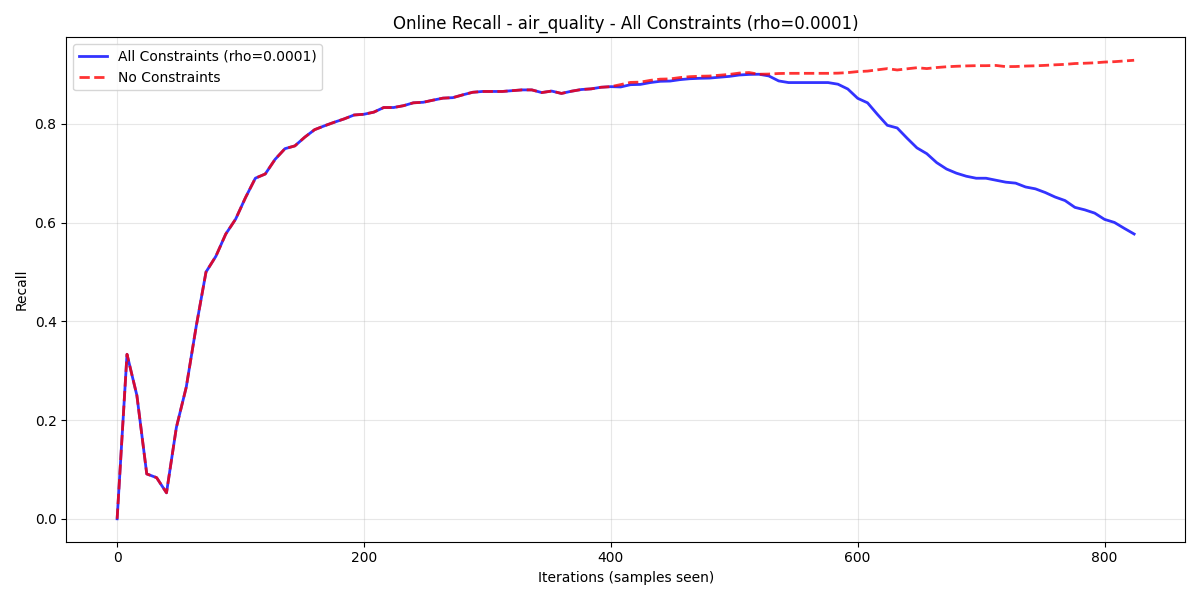 Online Recall - air_quality - All Constraints (rho=0.0001)
All Constraints (rho=0.0001)
No Constraints
Recall
0.8
0.6
0.4
0.2
0.0
0 200 400 600 800
Iterations (samples seen)